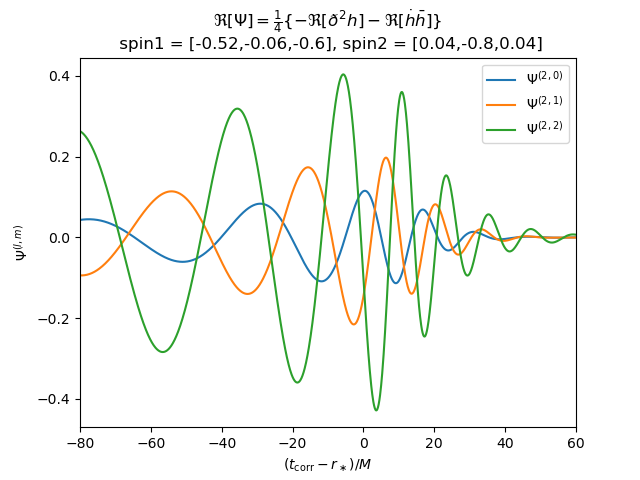 ℜ[Ψ] = 1/4{−ℜ[ð²h] − ℜ[ḣh̄]]}
spin1 = [-0.52,-0.06,-0.6], spin2 = [0.04,-0.8,0.04]
Ψ^(l,m)
0.4
0.2
0.0
−0.2
−0.4
Ψ^(2,0)
Ψ^(2,1)
Ψ^(2,2)
−80 −60 −40 −20 0 20 40 60
(t_corr − r_∗)/M